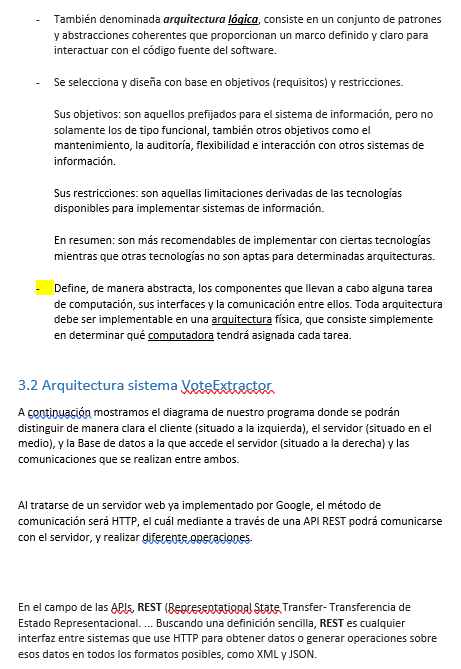 - También denominada arquitectura lógica, consiste en un conjunto de patrones
y abstracciones coherentes que proporcionan un marco definido y claro para
interactuar con el código fuente del software.
- Se selecciona y diseña con base en objetivos (requisitos) y restricciones.
Sus objetivos: son aquellos prefijados para el sistema de información, pero no
solamente los de tipo funcional, también otros objetivos como el
mantenimiento, la auditoría, flexibilidad e interacción con otros sistemas de
información.
Sus restricciones: son aquellas limitaciones derivadas de las tecnologías
disponibles para implementar sistemas de información.
En resumen: son más recomendables de implementar con ciertas tecnologías
mientras que otras tecnologías no son aptas para determinadas arquitecturas.
- Define, de manera abstracta, los componentes que llevan a cabo alguna tarea
de computación, sus interfaces y la comunicación entre ellos. Toda arquitectura
debe ser implementable en una arquitectura física, que consiste simplemente
en determinar qué computadora tendrá asignada cada tarea.
3.2 Arquitectura sistema VoteExtractor
A continuación mostramos el diagrama de nuestro programa donde se podrán
distinguir de manera clara el cliente (situado a la izquierda), el servidor (situado en el
medio), y la Base de datos a la que accede el servidor (situado a la derecha) y las
comunicaciones que se realizan entre ambos.
Al tratarse de un servidor web ya implementado por Google, el método de
comunicación será HTTP, el cuál mediante a través de una API REST podrá comunicarse
con el servidor, y realizar diferente operaciones.
En el campo de las APIs, REST (Representational State Transfer- Transferencia de
Estado Representacional. ... Buscando una definición sencilla, REST es cualquier
interfaz entre sistemas que use HTTP para obtener datos o generar operaciones sobre
esos datos en todos los formatos posibles, como XML y JSON.